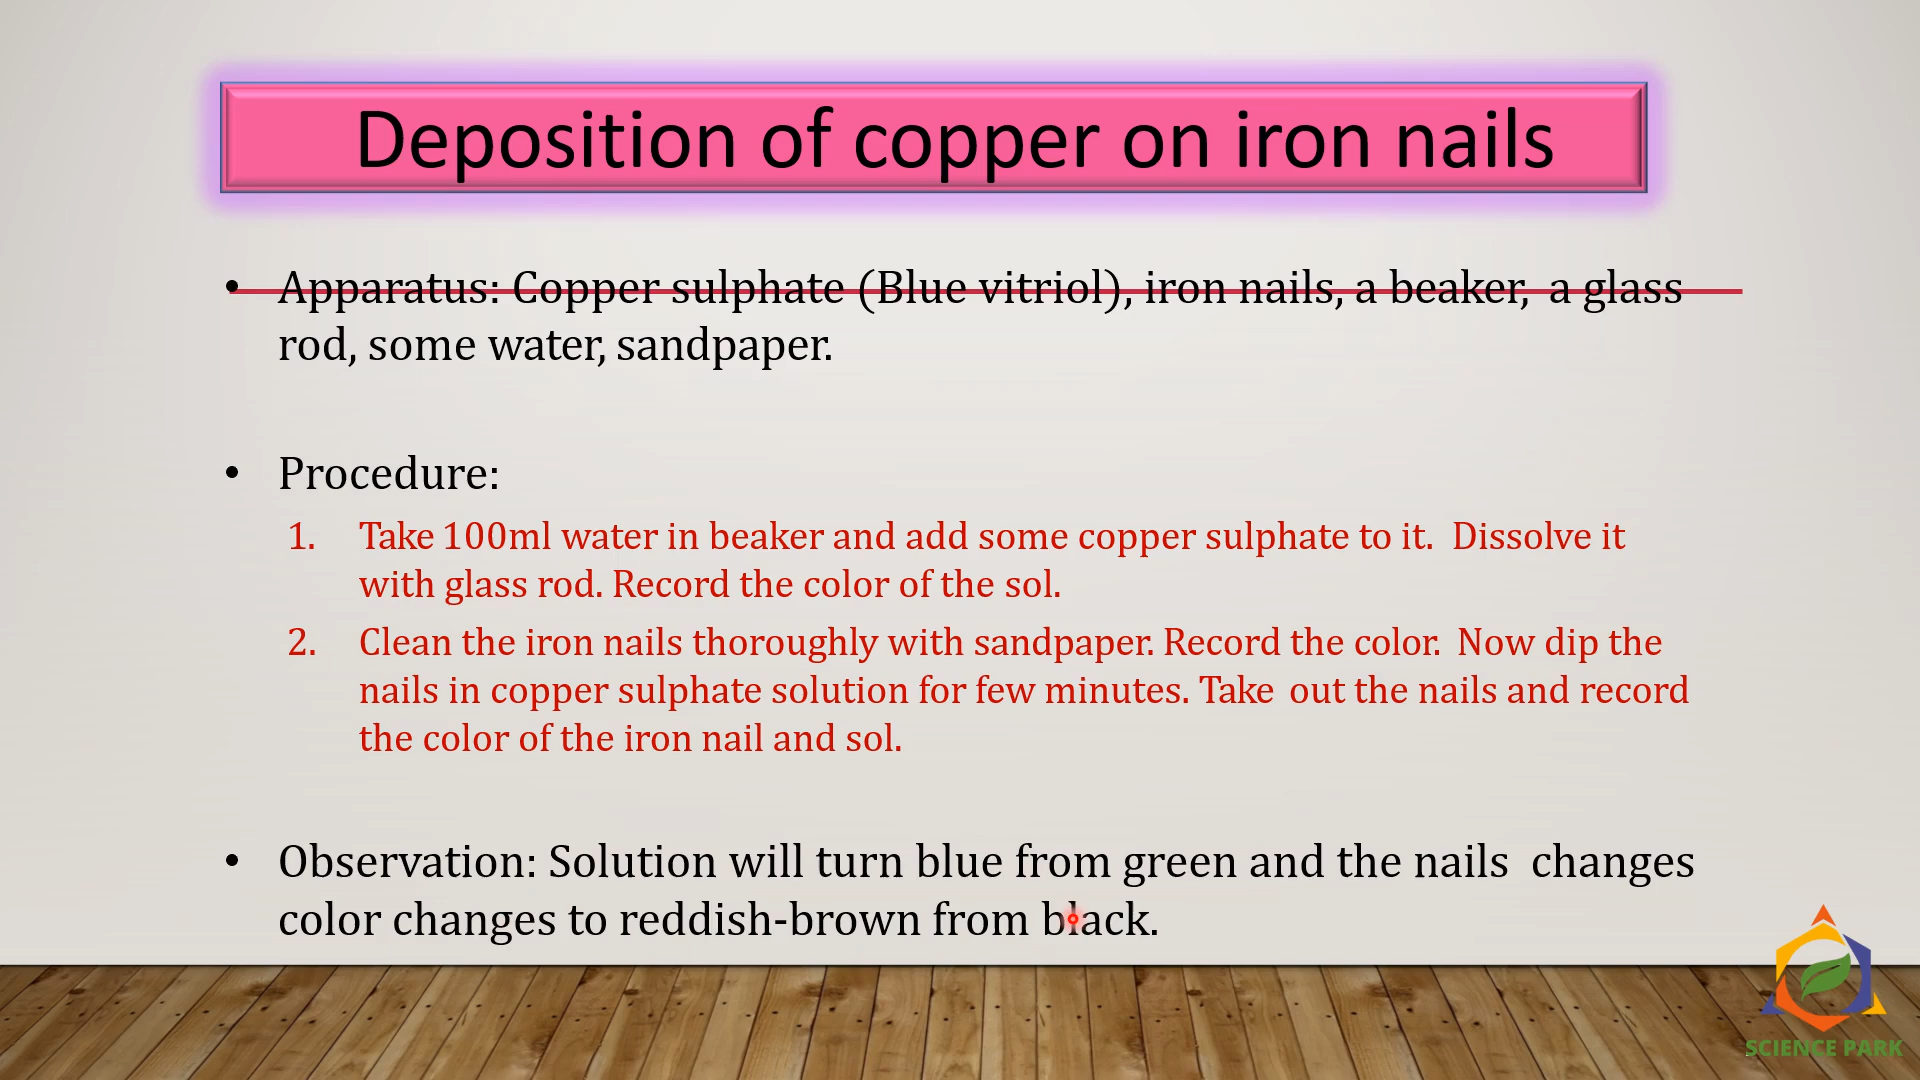 Deposition of copper on iron nails
• Apparatus: Copper sulphate (Blue vitriol), iron nails, a beaker, a glass
rod, some water, sandpaper.
• Procedure:
1. Take 100ml water in beaker and add some copper sulphate to it. Dissolve it
with glass rod. Record the color of the sol.
2. Clean the iron nails thoroughly with sandpaper. Record the color. Now dip the
nails in copper sulphate solution for few minutes. Take out the nails and record
the color of the iron nail and sol.
• Observation: Solution will turn blue from green and the nails changes
color changes to reddish-brown from black.
SCIENCE PARK